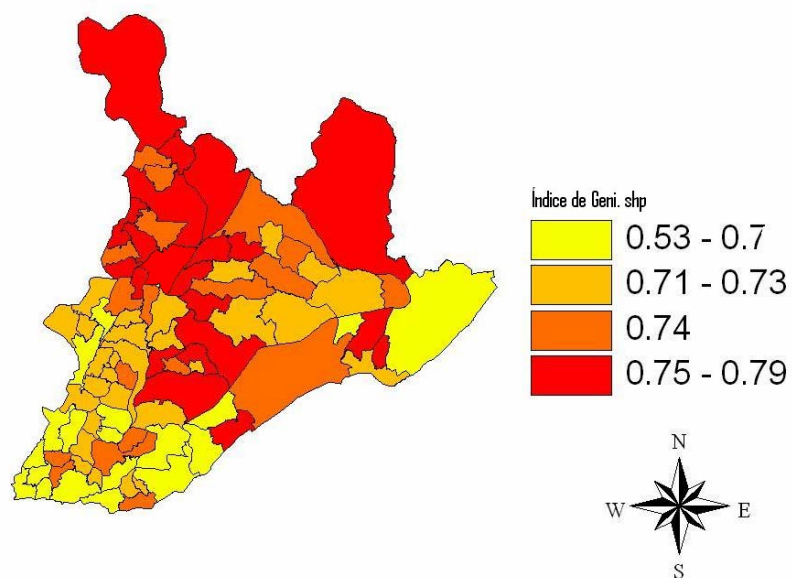 Índice de Geni. shp
0.53 - 0.7
0.71 - 0.73
0.74
0.75 - 0.79
N
W E
S